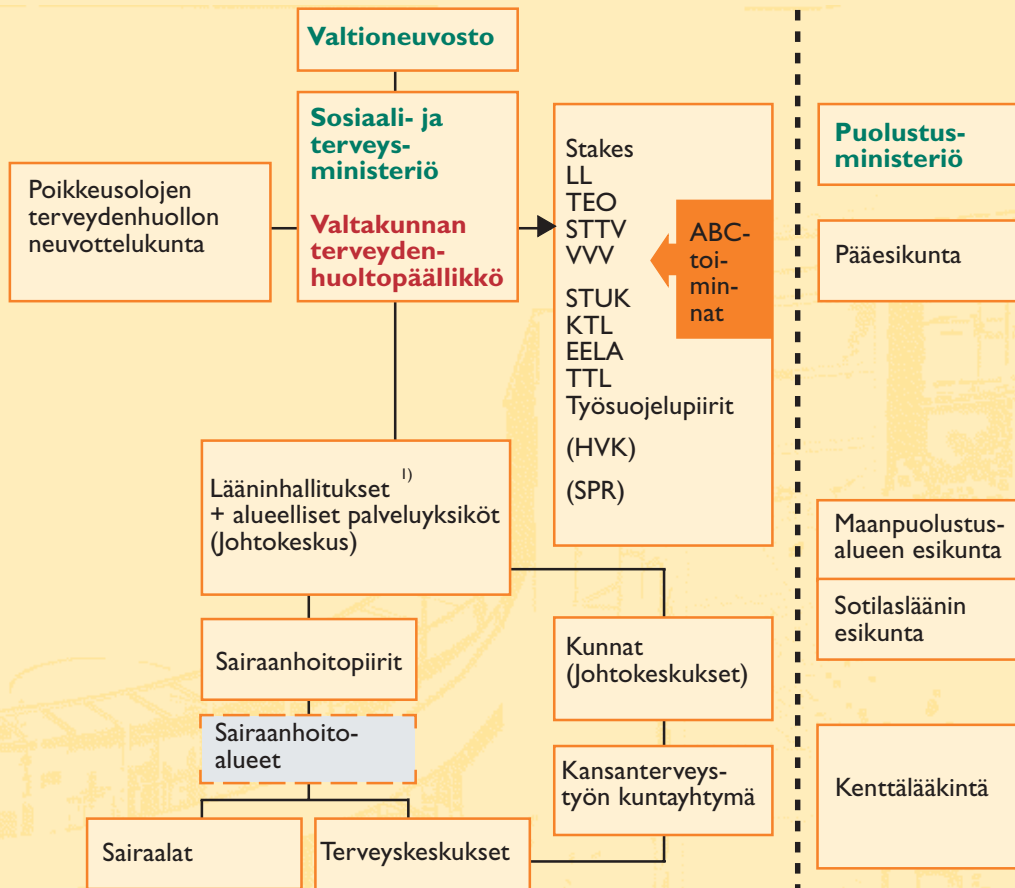 Valtioneuvosto
Sosiaali- ja
terveys-
ministeriö
Valtakunnan
terveyden-
huoltopäällikkö
Poikkeusolojen
terveydenhuollon
neuvottelukunta
Stakes
LL
TEO
STTV
VVV
STUK
KTL
EELA
TTL
Työsuojelupiirit
(HVK)
(SPR)
ABC-
toi-
min-
nat
Lääninhallitukset 1)
+ alueelliset palveluyksiköt
(Johtokeskus)
Sairaanhoitopiirit
Sairaanhoito-
alueet
Sairaalat
Terveyskeskukset
Kunnat
(Johtokeskukset)
Kansanterveys-
työn kuntayhtymä
Puolustus-
ministeriö
Pääesikunta
Maanpuolustus-
alueen esikunta
Sotilasläänin
esikunta
Kenttälääkintä